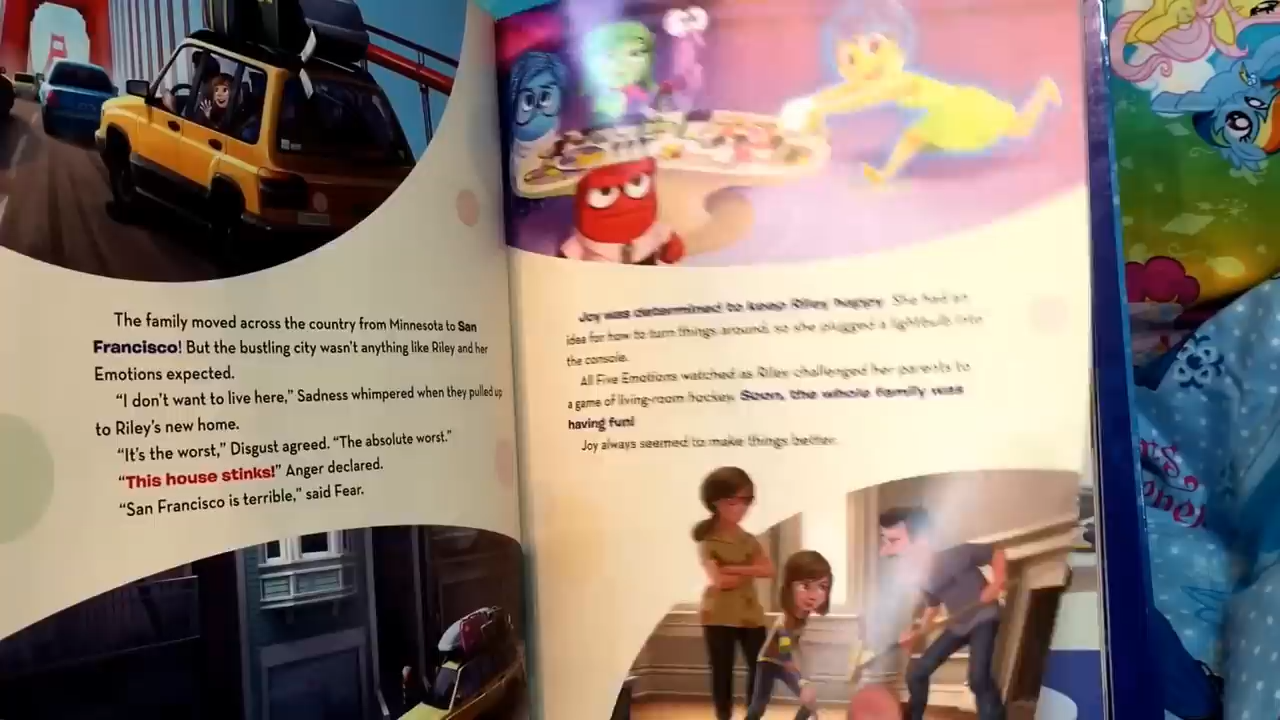 The family moved across the country from Minnesota to San
Francisco! But the bustling city wasn't anything like Riley and her
Emotions expected.
"I don't want to live here," Sadness whimpered when they pulled up
to Riley's new home.
"It's the worst," Disgust agreed. "The absolute worst."
"This house stinks!" Anger declared.
"San Francisco is terrible," said Fear.
Joy was determined to keep Riley happy. She had an
idea for how to turn things around, so she plugged a lightbulb into
the console.
All Five Emotions watched as Riley challenged her parents to
a game of living-room hockey. Soon, the whole family was
having fun!
Joy always seemed to make things better.